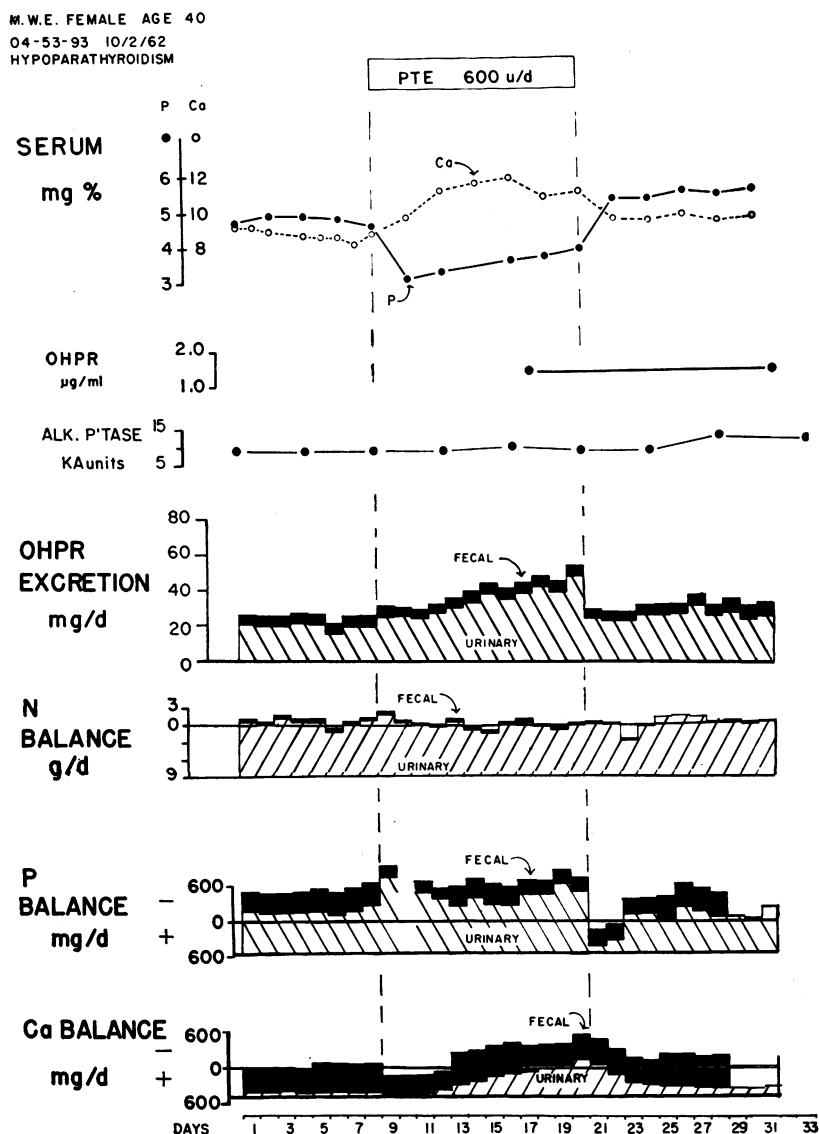 M.W.E. FEMALE AGE 40
04-53-93 10/2/62
HYPOPARATHYROIDISM
PTE 600 u/d
P Ca
SERUM
mg %
6 12
5 10
4 8
3
Ca
P
OHPR
µg/ml
2.0
1.0
ALK. P'TASE
KA units
15
5
OHPR
EXCRETION
mg/d
80
60
40
20
0
FECAL
URINARY
N
BALANCE
g/d
3
0
9
FECAL
URINARY
P
BALANCE
mg/d
−
+
600
0
600
FECAL
URINARY
Ca BALANCE
mg/d
−
+
600
0
600
FECAL
URINARY
DAYS 1 3 5 7 9 11 13 15 17 19 21 23 25 27 29 31 33